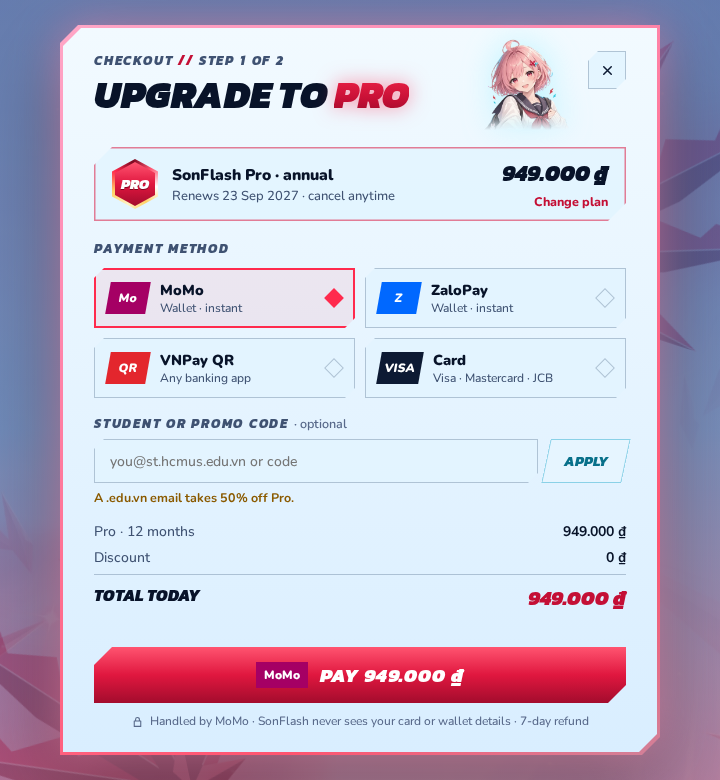 CHECKOUT // STEP 1 OF 2
UPGRADE TO PRO
×
PRO
SonFlash Pro · annual
Renews 23 Sep 2027 · cancel anytime
949.000 ₫
Change plan
PAYMENT METHOD
Mo
MoMo
Wallet · instant
Z
ZaloPay
Wallet · instant
QR
VNPay QR
Any banking app
VISA
Card
Visa · Mastercard · JCB
STUDENT OR PROMO CODE · optional
you@st.hcmus.edu.vn or code
APPLY
A .edu.vn email takes 50% off Pro.
Pro · 12 months 949.000 ₫
Discount 0 ₫
TOTAL TODAY 949.000 ₫
MoMo PAY 949.000 ₫
Handled by MoMo · SonFlash never sees your card or wallet details · 7-day refund